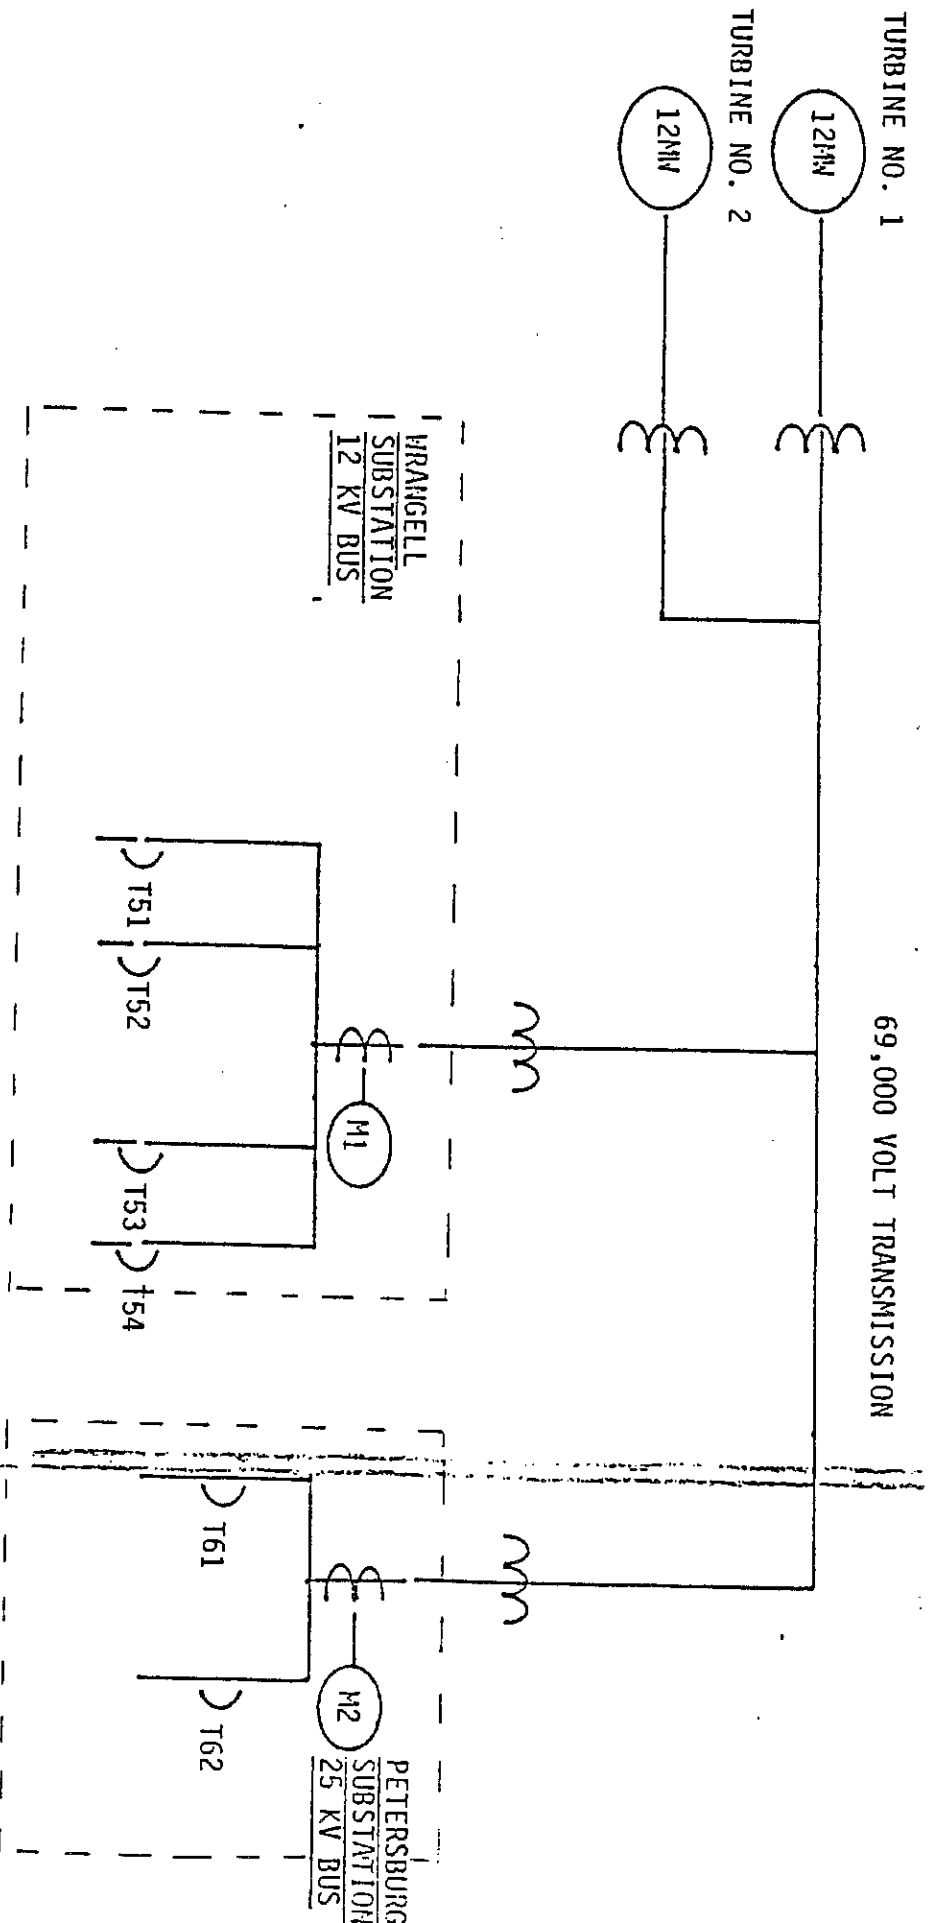 TURBINE NO. 1
12MW
TURBINE NO. 2
12MW
69,000 VOLT TRANSMISSION
WRANGELL
SUBSTATION
12 KV BUS
M1
T51
T52
T53
T54
PETERSBURG
SUBSTATION
25 KV BUS
M2
T61
T62